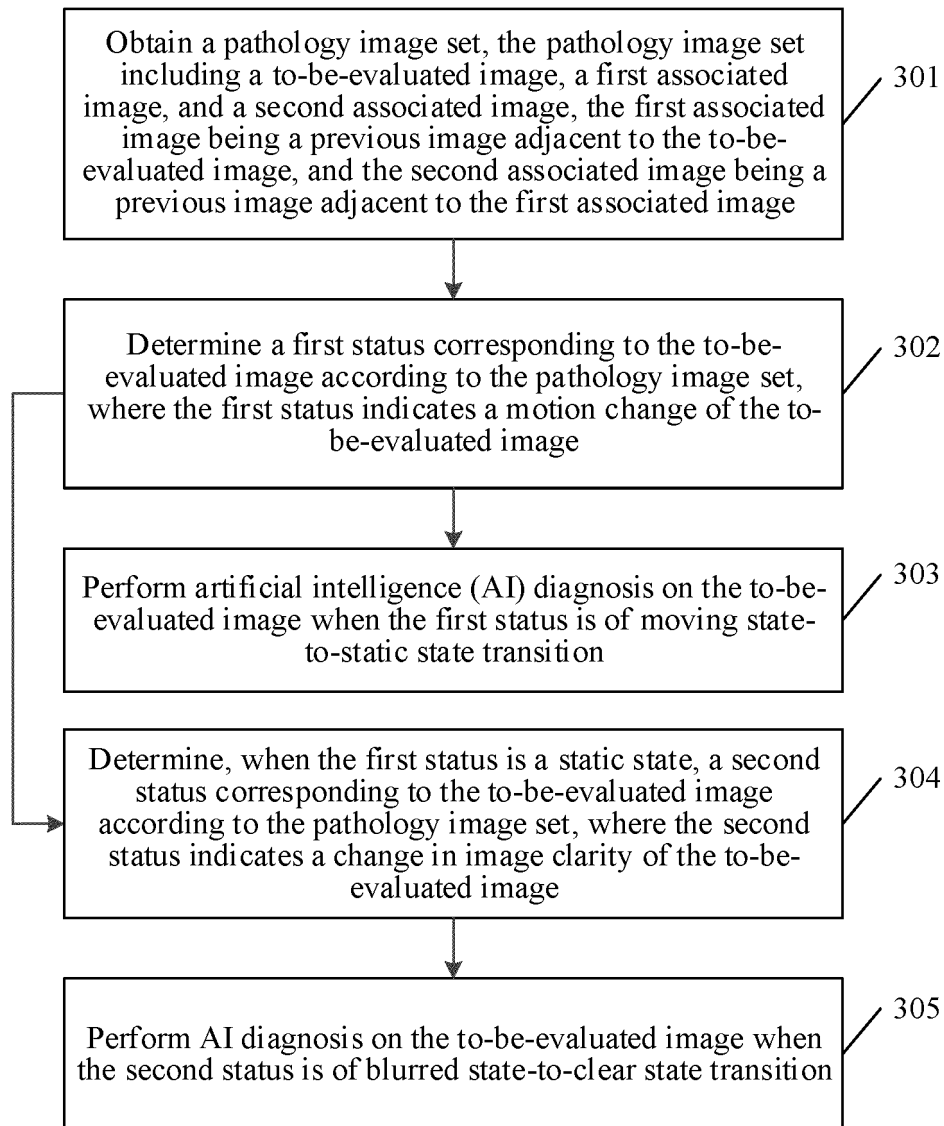 Obtain a pathology image set, the pathology image set
including a to-be-evaluated image, a first associated
image, and a second associated image, the first associated
image being a previous image adjacent to the to-be-
evaluated image, and the second associated image being a
previous image adjacent to the first associated image
301
Determine a first status corresponding to the to-be-
evaluated image according to the pathology image set,
where the first status indicates a motion change of the to-
be-evaluated image
302
Perform artificial intelligence (AI) diagnosis on the to-be-
evaluated image when the first status is of moving state-
to-static state transition
303
Determine, when the first status is a static state, a second
status corresponding to the to-be-evaluated image
according to the pathology image set, where the second
status indicates a change in image clarity of the to-be-
evaluated image
304
Perform AI diagnosis on the to-be-evaluated image when
the second status is of blurred state-to-clear state transition
305